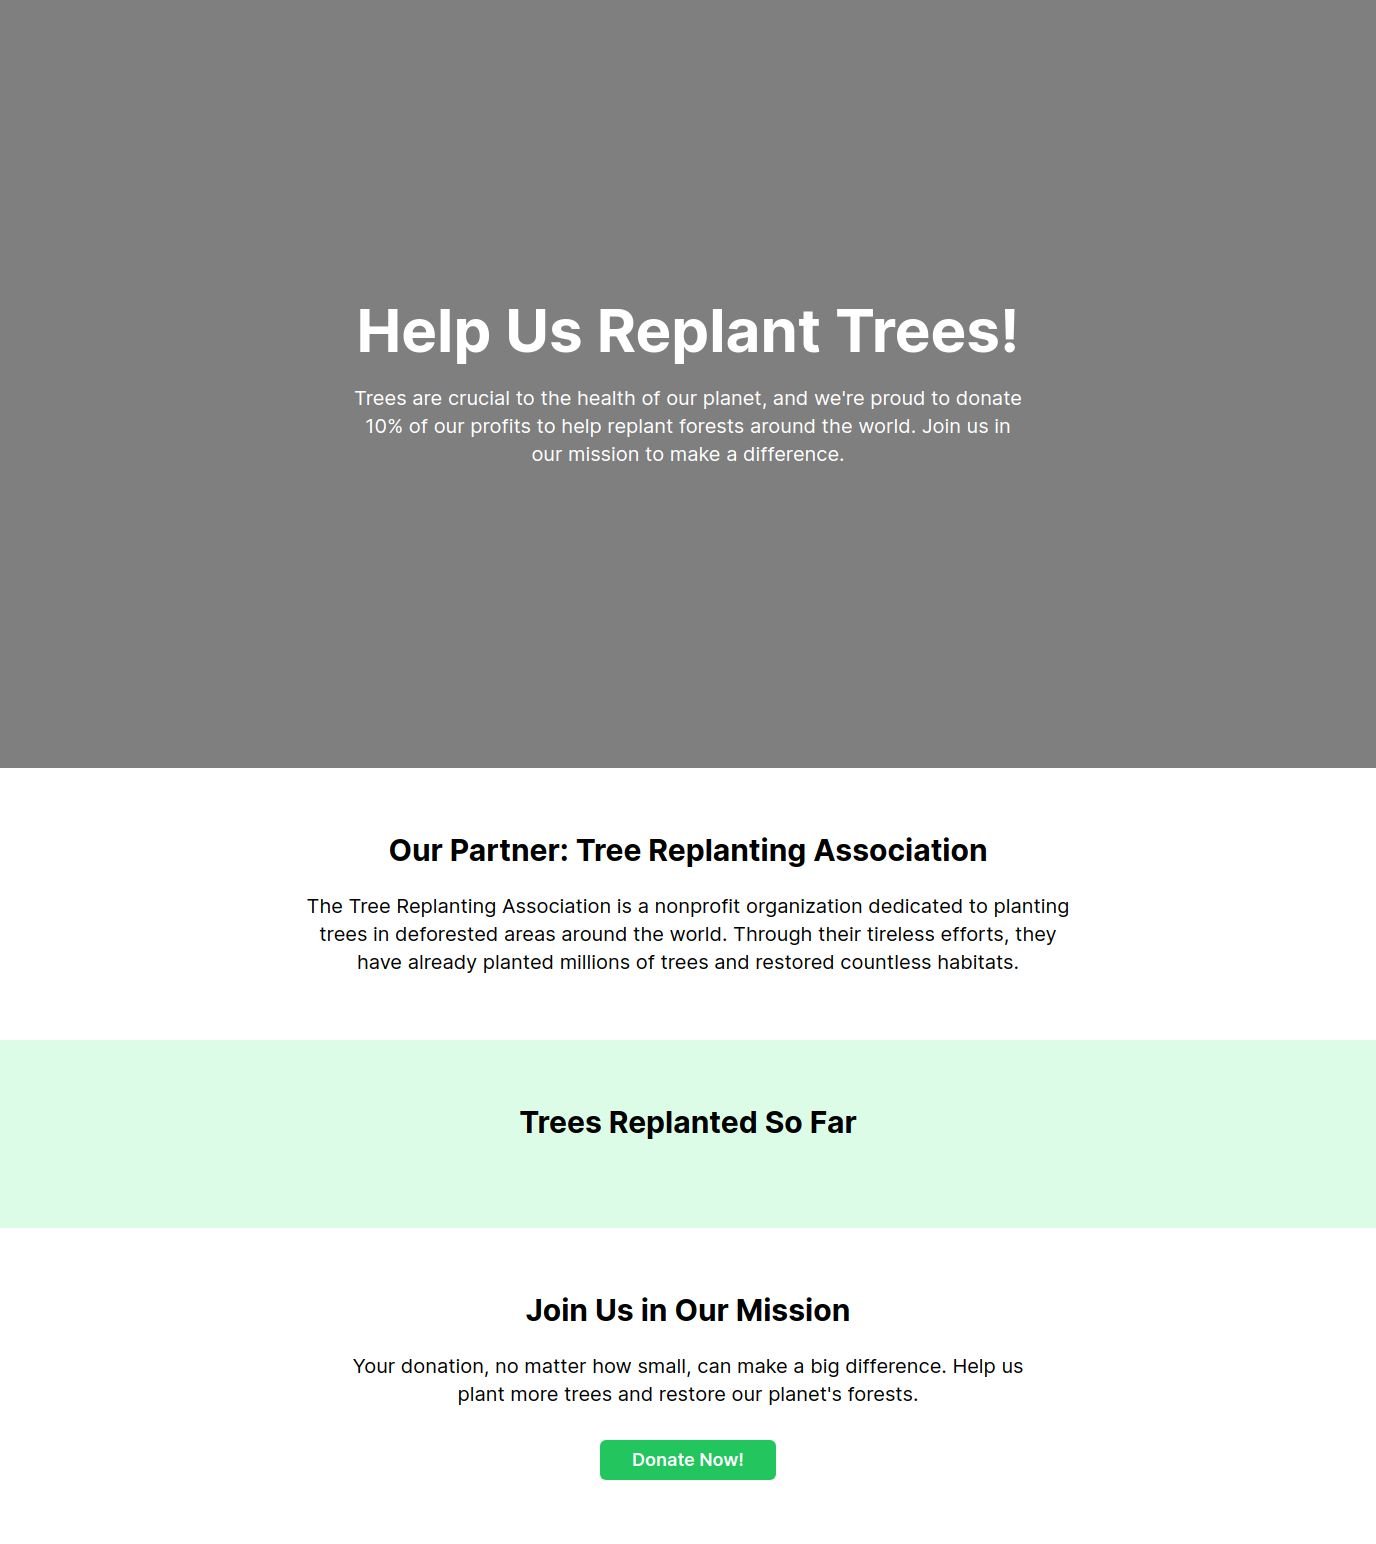 Help Us Replant Trees!
Trees are crucial to the health of our planet, and we're proud to donate
10% of our profits to help replant forests around the world. Join us in
our mission to make a difference.
Our Partner: Tree Replanting Association
The Tree Replanting Association is a nonprofit organization dedicated to planting
trees in deforested areas around the world. Through their tireless efforts, they
have already planted millions of trees and restored countless habitats.
Trees Replanted So Far
Join Us in Our Mission
Your donation, no matter how small, can make a big difference. Help us
plant more trees and restore our planet's forests.
Donate Now!